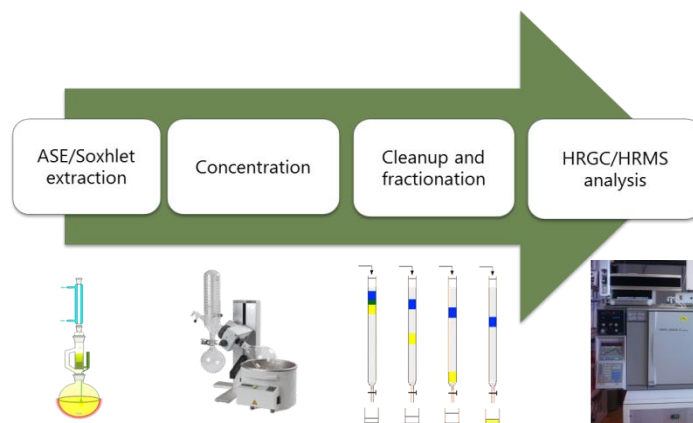 ASE/Soxhlet
extraction
Concentration
Cleanup and
fractionation
HRGC/HRMS
analysis